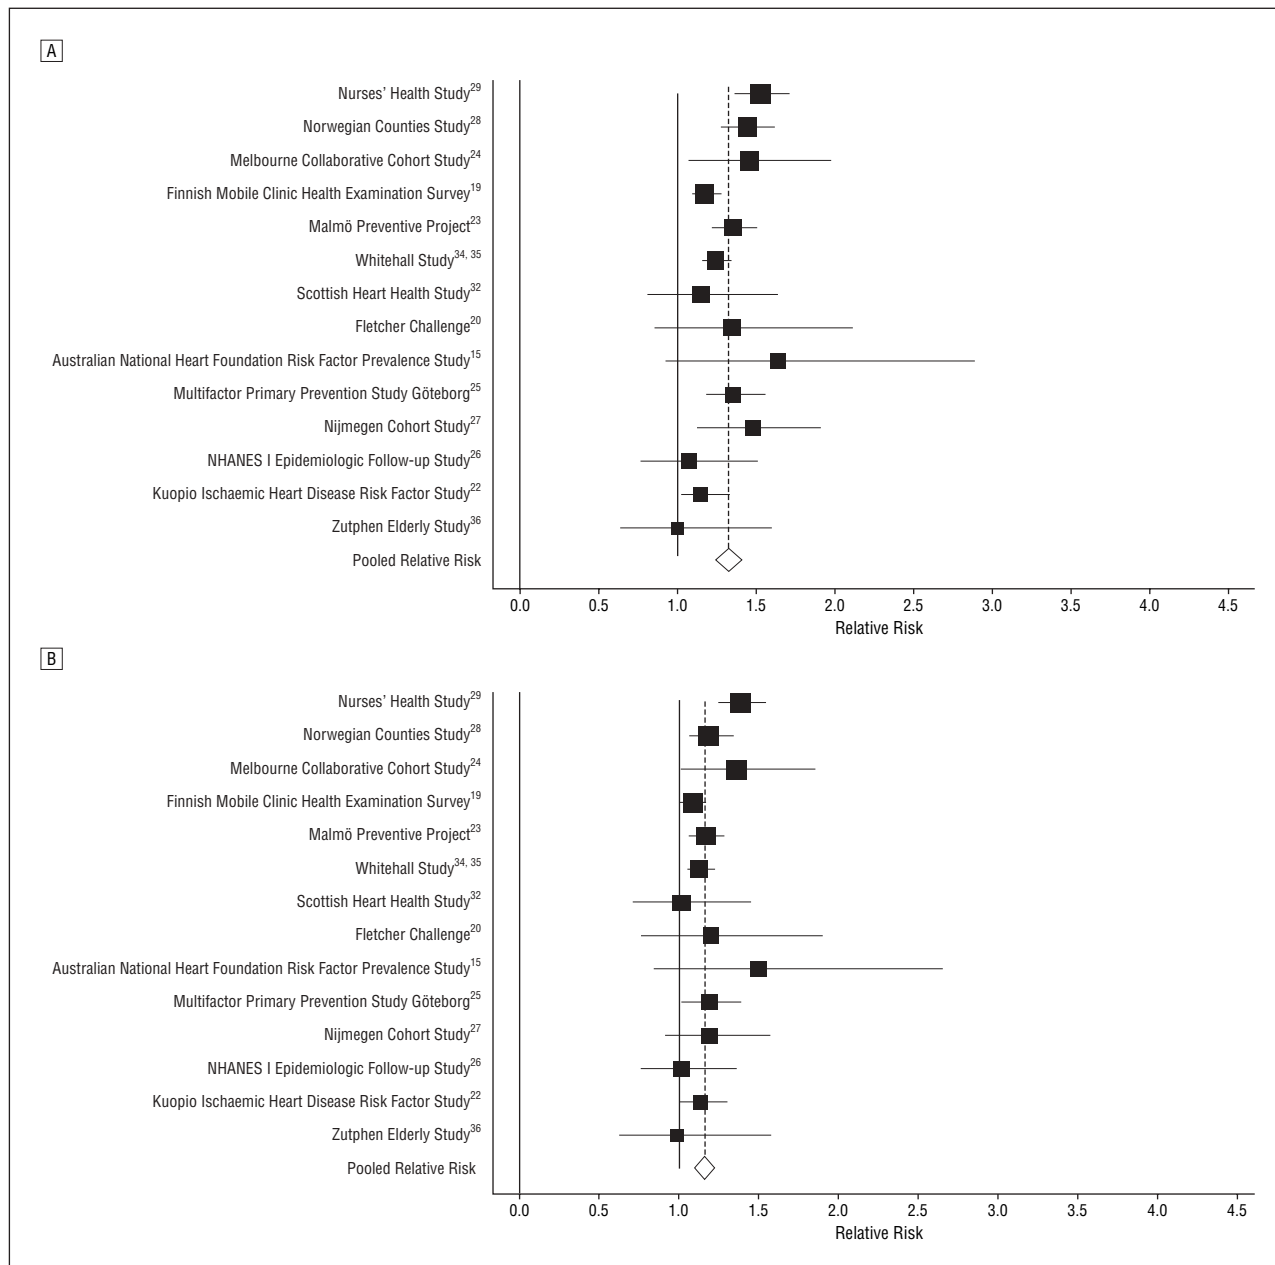 A
Nurses' Health Study29
Norwegian Counties Study28
Melbourne Collaborative Cohort Study24
Finnish Mobile Clinic Health Examination Survey19
Malmö Preventive Project23
Whitehall Study34, 35
Scottish Heart Health Study32
Fletcher Challenge20
Australian National Heart Foundation Risk Factor Prevalence Study15
Multifactor Primary Prevention Study Göteborg25
Nijmegen Cohort Study27
NHANES I Epidemiologic Follow-up Study26
Kuopio Ischaemic Heart Disease Risk Factor Study22
Zutphen Elderly Study36
Pooled Relative Risk
0.0 0.5 1.0 1.5 2.0 2.5 3.0 3.5 4.0 4.5
Relative Risk
B
Nurses' Health Study29
Norwegian Counties Study28
Melbourne Collaborative Cohort Study24
Finnish Mobile Clinic Health Examination Survey19
Malmö Preventive Project23
Whitehall Study34, 35
Scottish Heart Health Study32
Fletcher Challenge20
Australian National Heart Foundation Risk Factor Prevalence Study15
Multifactor Primary Prevention Study Göteborg25
Nijmegen Cohort Study27
NHANES I Epidemiologic Follow-up Study26
Kuopio Ischaemic Heart Disease Risk Factor Study22
Zutphen Elderly Study36
Pooled Relative Risk
0.0 0.5 1.0 1.5 2.0 2.5 3.0 3.5 4.0 4.5
Relative Risk